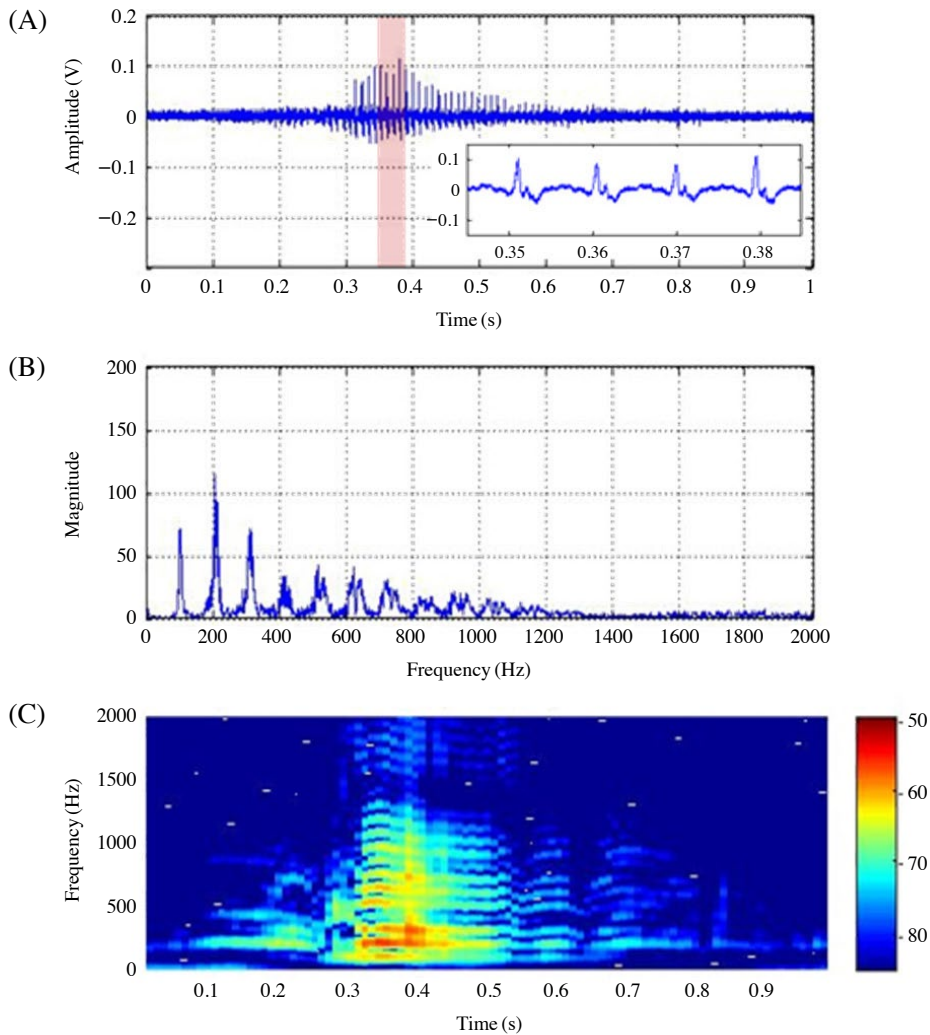 (A)
0.2
0.1
0
−0.1
−0.2
Amplitude (V)
0.1
0
−0.1
0.35 0.36 0.37 0.38
0 0.1 0.2 0.3 0.4 0.5 0.6 0.7 0.8 0.9 1
Time (s)
(B)
200
150
100
50
0
Magnitude
0 200 400 600 800 1000 1200 1400 1600 1800 2000
Frequency (Hz)
(C)
2000
1500
1000
500
0
Frequency (Hz)
0.1 0.2 0.3 0.4 0.5 0.6 0.7 0.8 0.9
Time (s)
- 50
- 60
- 70
- 80